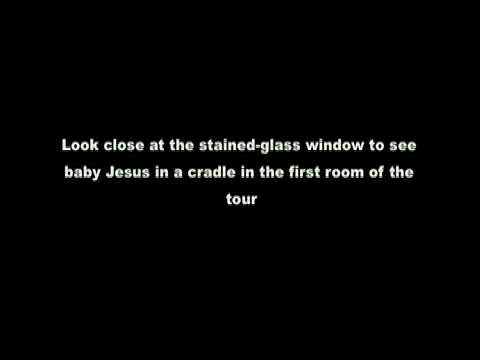 Look close at the stained-glass window to see
baby Jesus in a cradle in the first room of the
tour